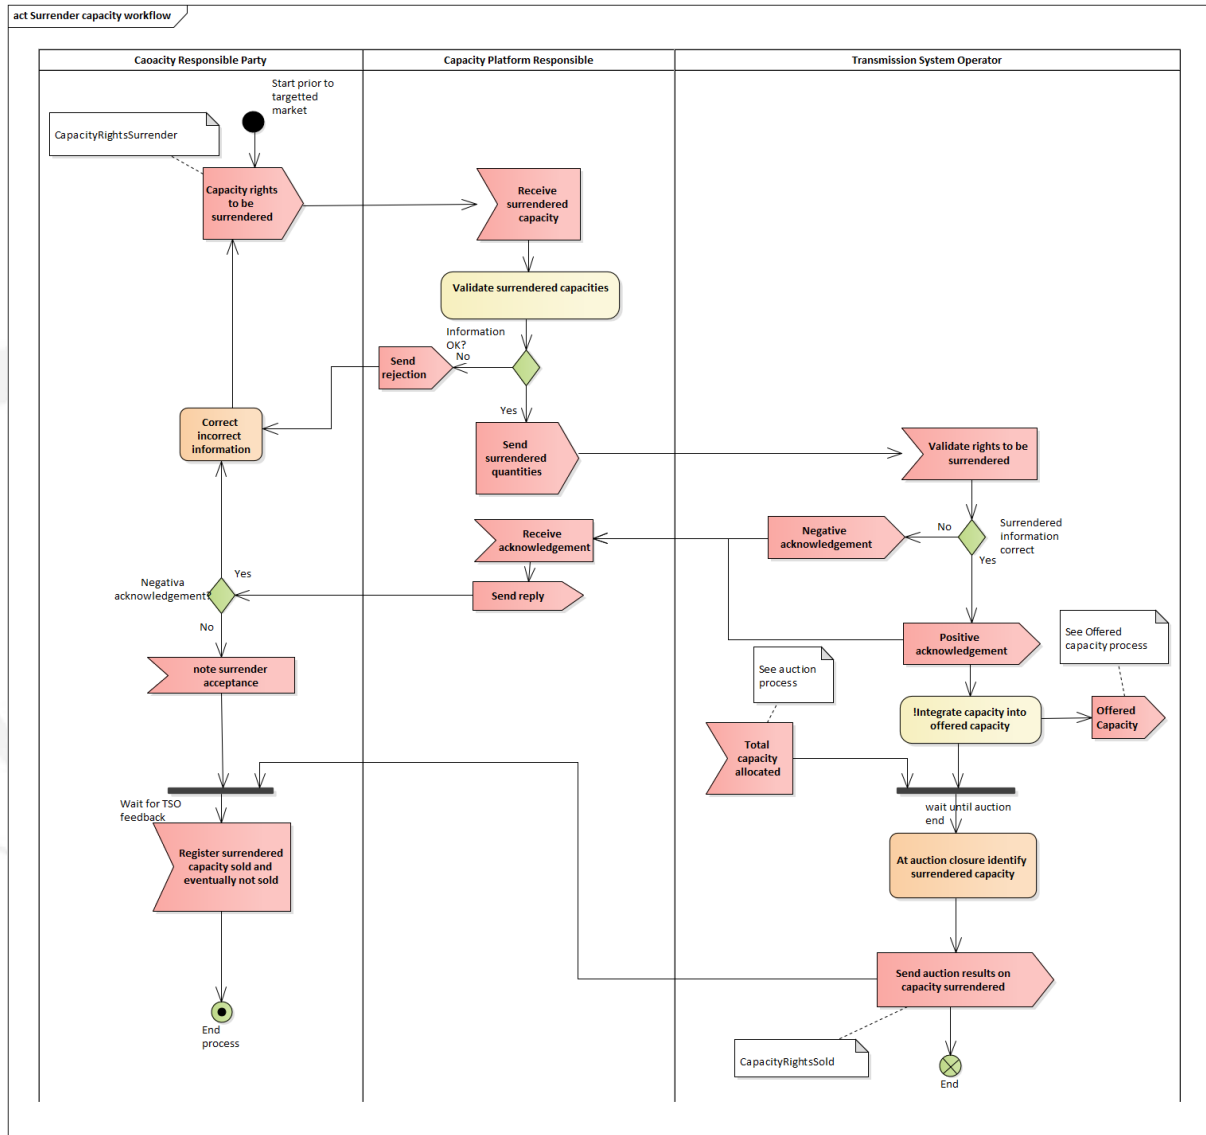 act Surrender capacity workflow
Caoacity Responsible Party
Capacity Platform Responsible
Transmission System Operator
Start prior to
targetted
market
CapacityRightsSurrender
Capacity rights
to be
surrendered
Receive
surrendered
capacity
Validate surrendered capacities
Information
OK?
No
Send
rejection
Yes
Correct
incorrect
information
Send
surrendered
quantities
Validate rights to be
surrendered
Negative
acknowledgement
No
Surrendered
information
correct
Yes
Receive
acknowledgement
Yes
Negativa
acknowledgement?
Send reply
No
Positive
acknowledgement
See Offered
capacity process
note surrender
acceptance
See auction
process
!Integrate capacity into
offered capacity
Offered
Capacity
Total
capacity
allocated
Wait for TSO
feedback
wait until auction
end
Register surrendered
capacity sold and
eventually not sold
At auction closure identify
surrendered capacity
Send auction results on
capacity surrendered
End
process
CapacityRightsSold
End